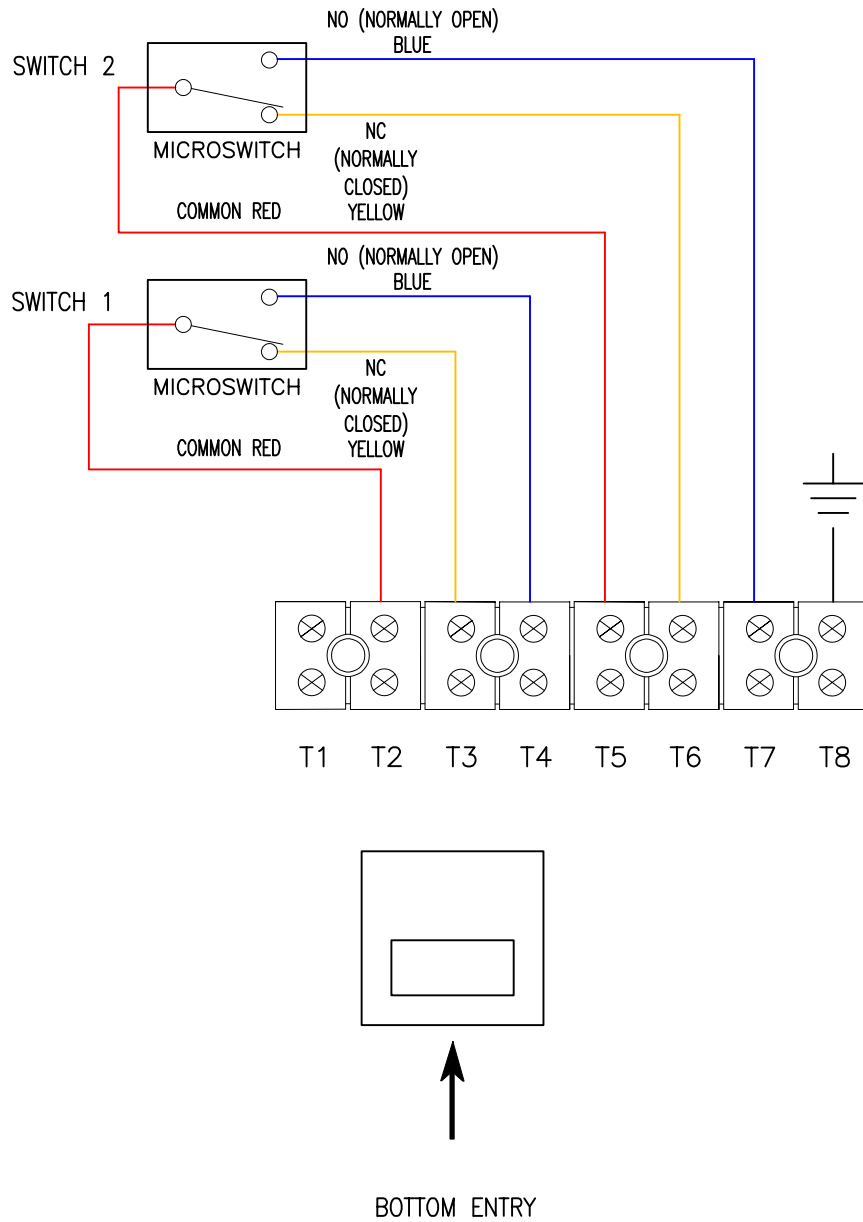 NO (NORMALLY OPEN)
BLUE
SWITCH 2
MICROSWITCH
NC
(NORMALLY
CLOSED)
YELLOW
COMMON RED
NO (NORMALLY OPEN)
BLUE
SWITCH 1
MICROSWITCH
NC
(NORMALLY
CLOSED)
YELLOW
COMMON RED
T1 T2 T3 T4 T5 T6 T7 T8
BOTTOM ENTRY